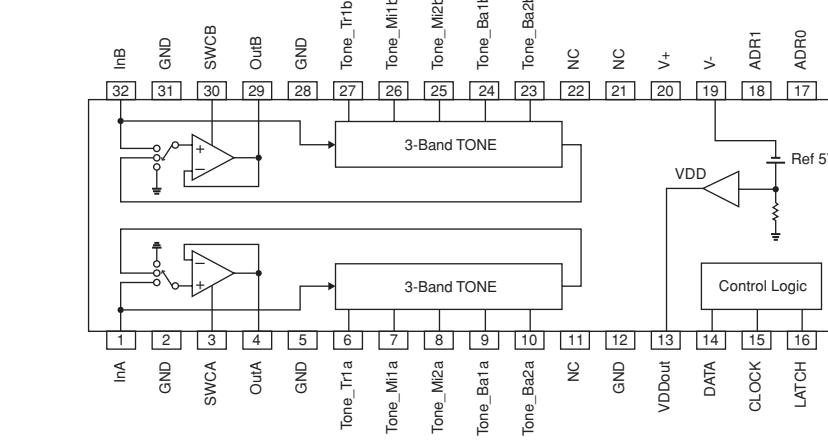 InB
GND
SWCB
OutB
GND
Tone_Tr1b
Tone_Mi1b
Tone_Mi2b
Tone_Ba1b
Tone_Ba2b
NC
NC
V+
V-
ADR1
ADR0
32 31 30 29 28 27 26 25 24 23 22 21 20 19 18 17
+
−
3-Band TONE
Ref 5V
VDD
−
+
3-Band TONE
Control Logic
1 2 3 4 5 6 7 8 9 10 11 12 13 14 15 16
InA
GND
SWCA
OutA
GND
Tone_Tr1a
Tone_Mi1a
Tone_Mi2a
Tone_Ba1a
Tone_Ba2a
NC
GND
VDDout
DATA
CLOCK
LATCH